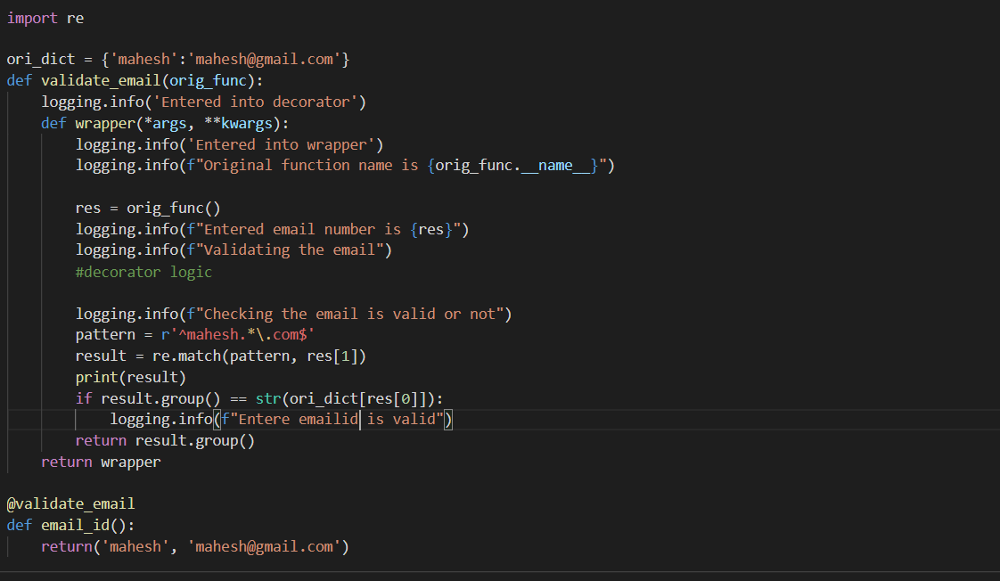 import re
ori_dict = {'mahesh':'mahesh@gmail.com'}
def validate_email(orig_func):
    logging.info('Entered into decorator')
    def wrapper(*args, **kwargs):
        logging.info('Entered into wrapper')
        logging.info(f"Original function name is {orig_func.__name__}")
        res = orig_func()
        logging.info(f"Entered email number is {res}")
        logging.info(f"Validating the email")
        #decorator logic
        logging.info(f"Checking the email is valid or not")
        pattern = r'^mahesh.*\.com$'
        result = re.match(pattern, res[1])
        print(result)
        if result.group() == str(ori_dict[res[0]]):
            logging.info(f"Entere emailid is valid")
        return result.group()
    return wrapper
@validate_email
def email_id():
    return('mahesh', 'mahesh@gmail.com')